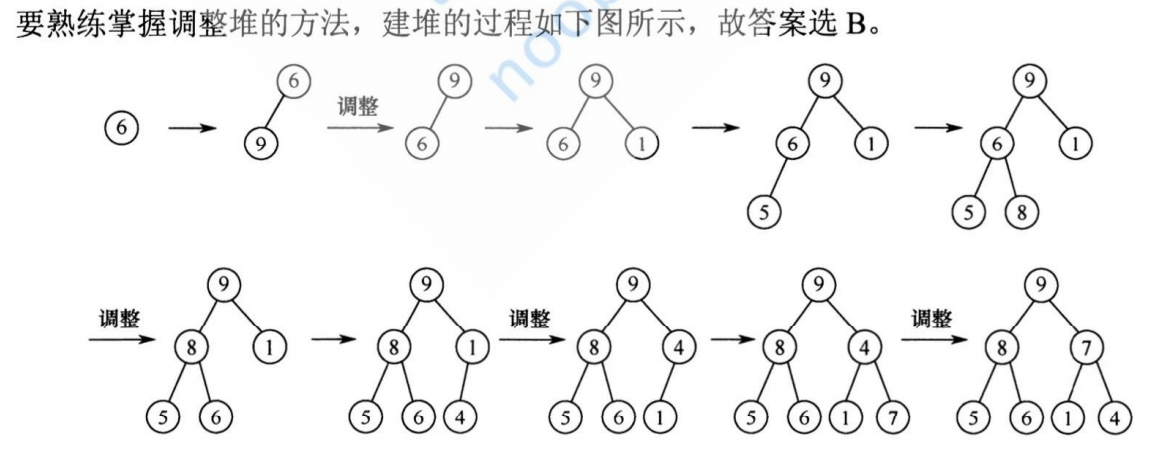 要熟练掌握调整堆的方法，建堆的过程如下图所示，故答案选 B。
noob
6 9 9 9 9
6 → 9 调整 6 → 6 1 → 6 1 → 6 1
6
5 5 8
9 9 9 9 9
调整 8 1 → 8 1 调整 8 4 → 8 4 调整 8 7
5 6 5 6 4 5 6 1 5 6 1 7 5 6 1 4